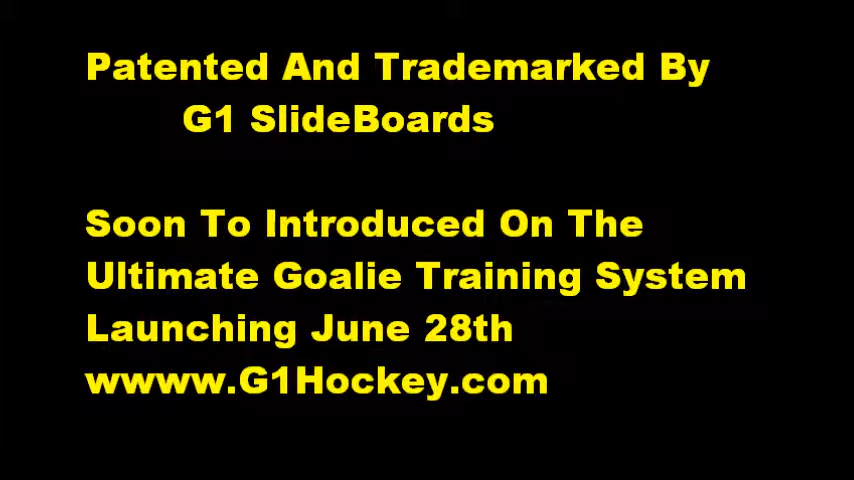 Patented And Trademarked By
G1 SlideBoards
Soon To Introduced On The
Ultimate Goalie Training System
Launching June 28th
wwww.G1Hockey.com